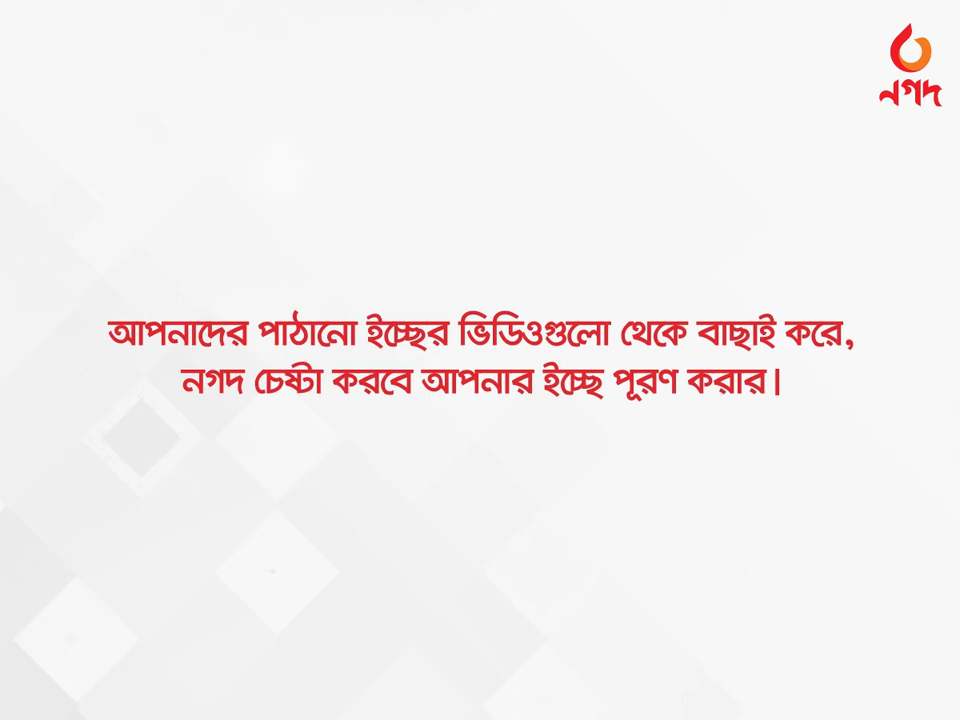 নগদ
আপনাদের পাঠানো ইচ্ছের ভিডিওগুলো থেকে বাছাই করে,
নগদ চেষ্টা করবে আপনার ইচ্ছে পূরণ করার।